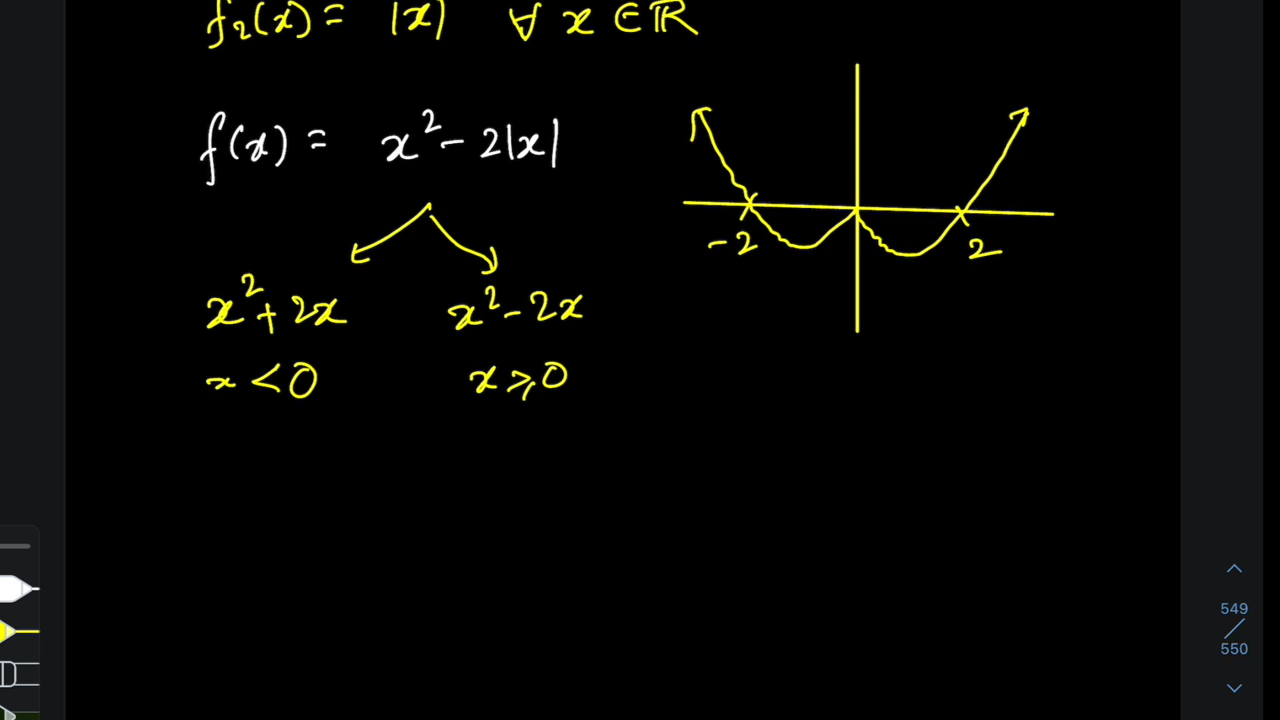 f₂(x) = |x| ∀ x ∈ ℝ
f(x) = x² - 2|x|
x² + 2x x² - 2x
x < 0 x ⩾ 0
-2 2
549
/
550